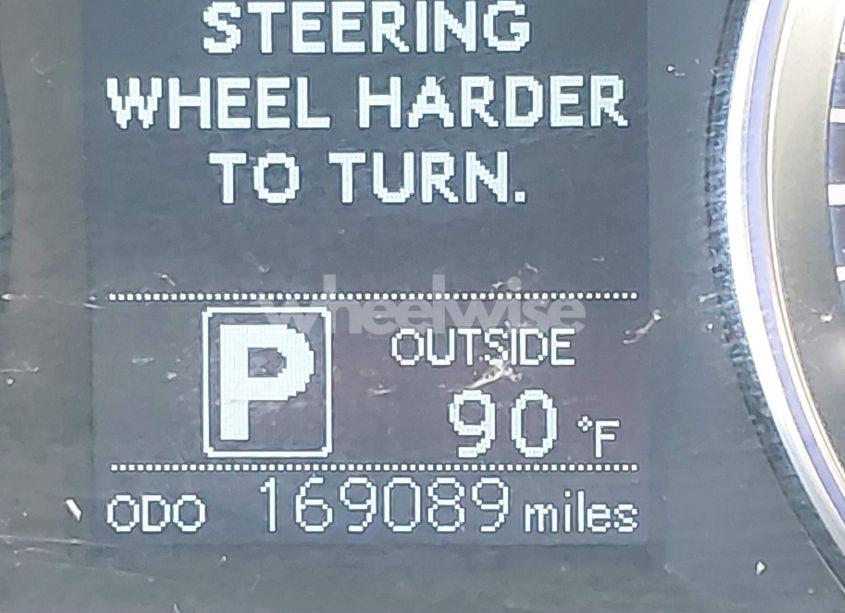 STEERING
WHEEL HARDER
TO TURN.
wheelwise
P
OUTSIDE
90 °F
ODO 169089 miles